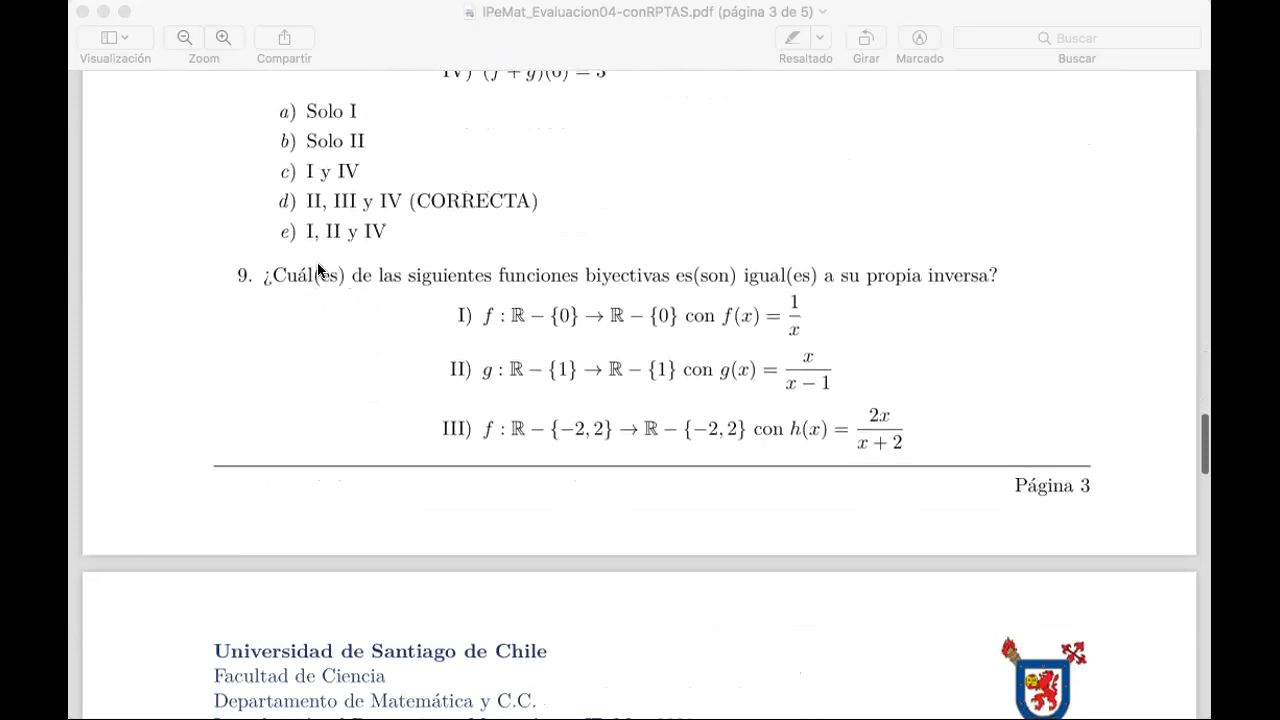 IPeMat_Evaluacion04-conRPTAS.pdf (página 3 de 5)
Visualización Zoom Compartir Resaltado Girar Marcado Buscar
Buscar
IV) (f + g)(0) = 3
a) Solo I
b) Solo II
c) I y IV
d) II, III y IV (CORRECTA)
e) I, II y IV
9. ¿Cuál(es) de las siguientes funciones biyectivas es(son) igual(es) a su propia inversa?
I) f : ℝ − {0} → ℝ − {0} con f(x) = 1/x
II) g : ℝ − {1} → ℝ − {1} con g(x) = x/(x − 1)
III) f : ℝ − {−2, 2} → ℝ − {−2, 2} con h(x) = 2x/(x + 2)
Página 3
Universidad de Santiago de Chile
Facultad de Ciencia
Departamento de Matemática y C.C.